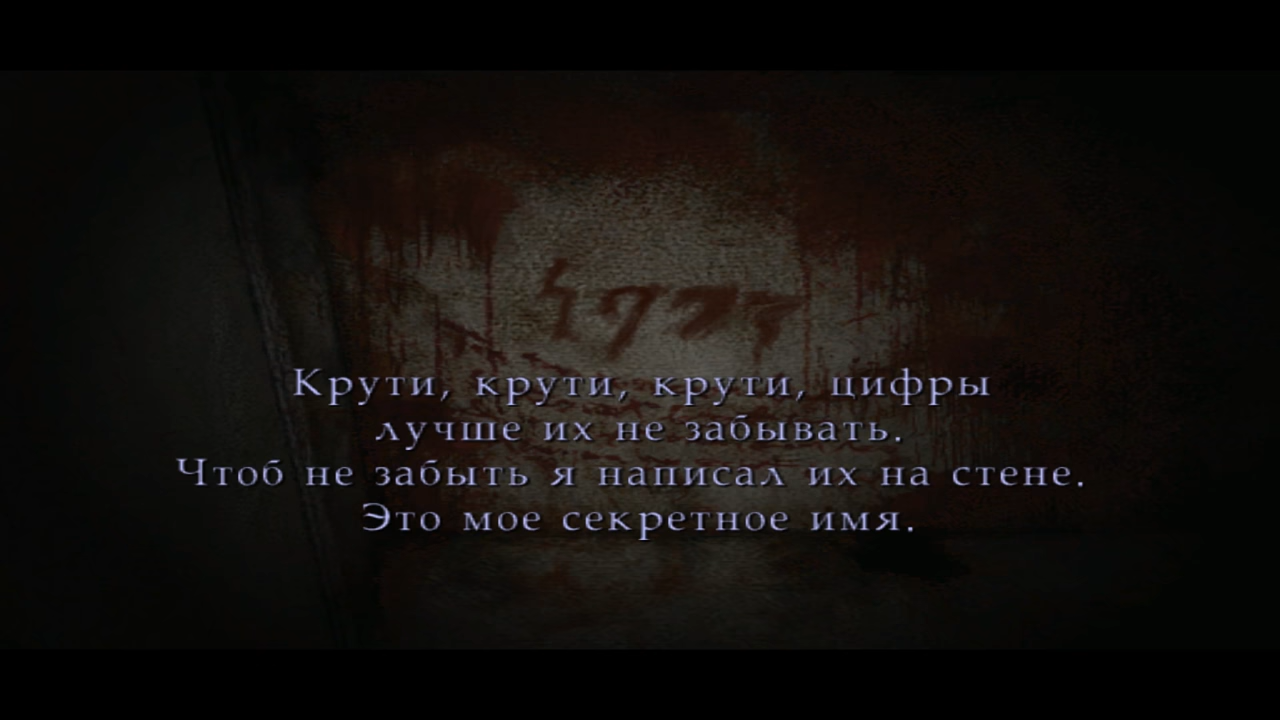 Крути, крути, крути, цифры
лучше их не забывать.
Чтоб не забыть я написал их на стене.
Это мое секретное имя.